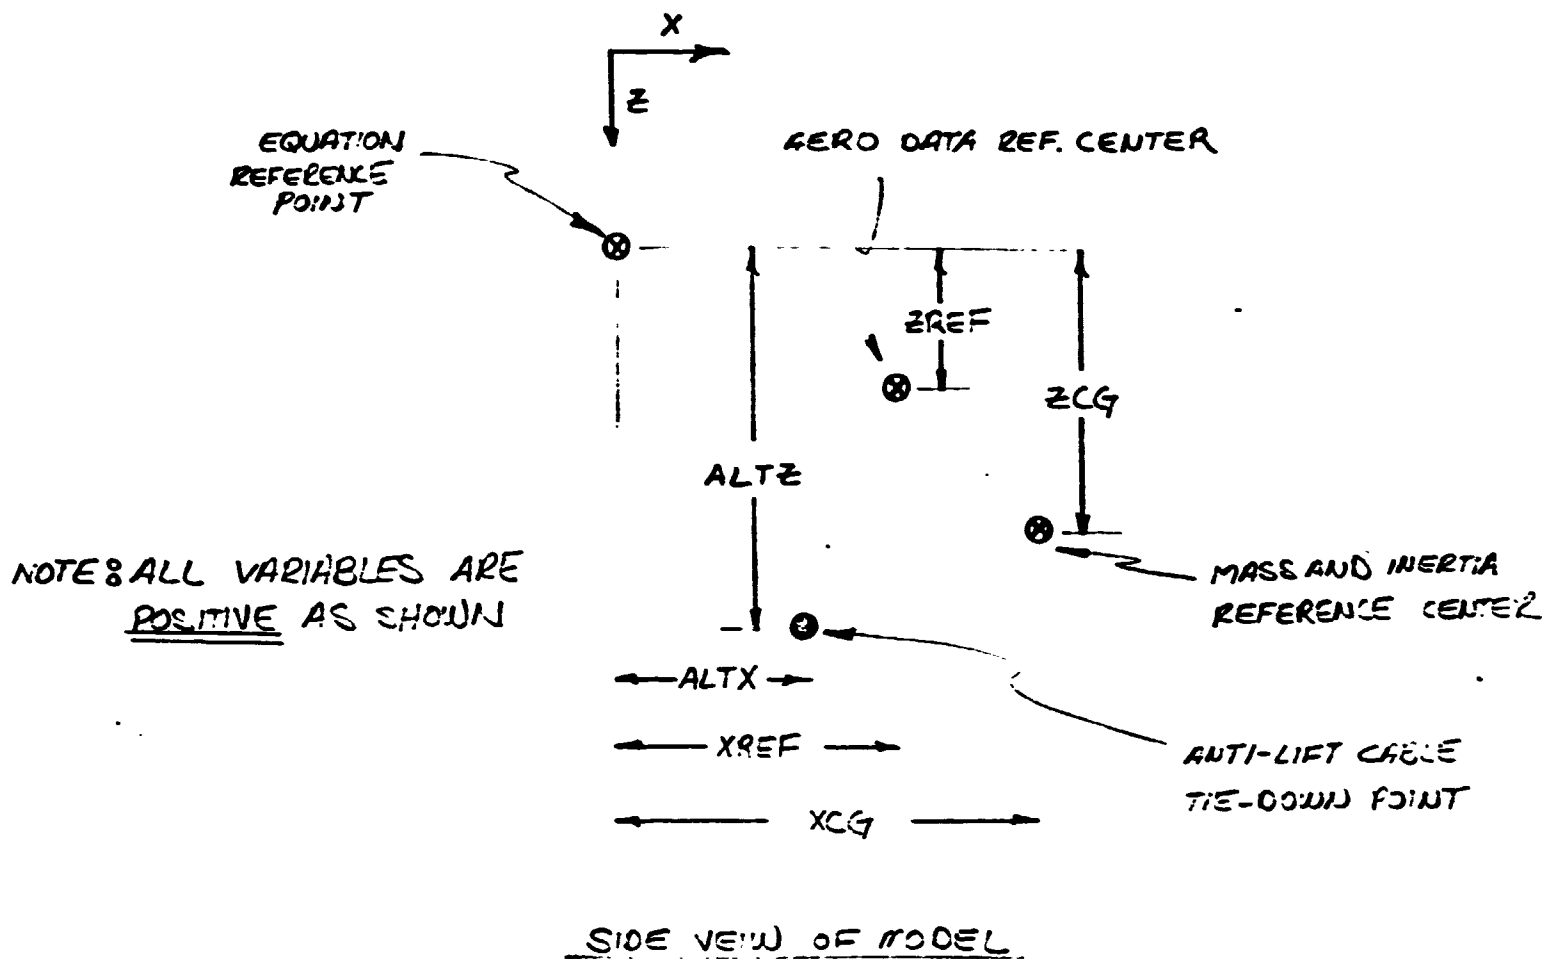 X
Z
EQUATION
REFERENCE
POINT
AERO DATA REF. CENTER
ZREF
ZCG
ALTZ
NOTE: ALL VARIABLES ARE
POSITIVE AS SHOWN
MASS AND INERTIA
REFERENCE CENTER
ALTX
XREF
ANTI-LIFT CABLE
TIE-DOWN POINT
XCG
SIDE VEIW OF MODEL